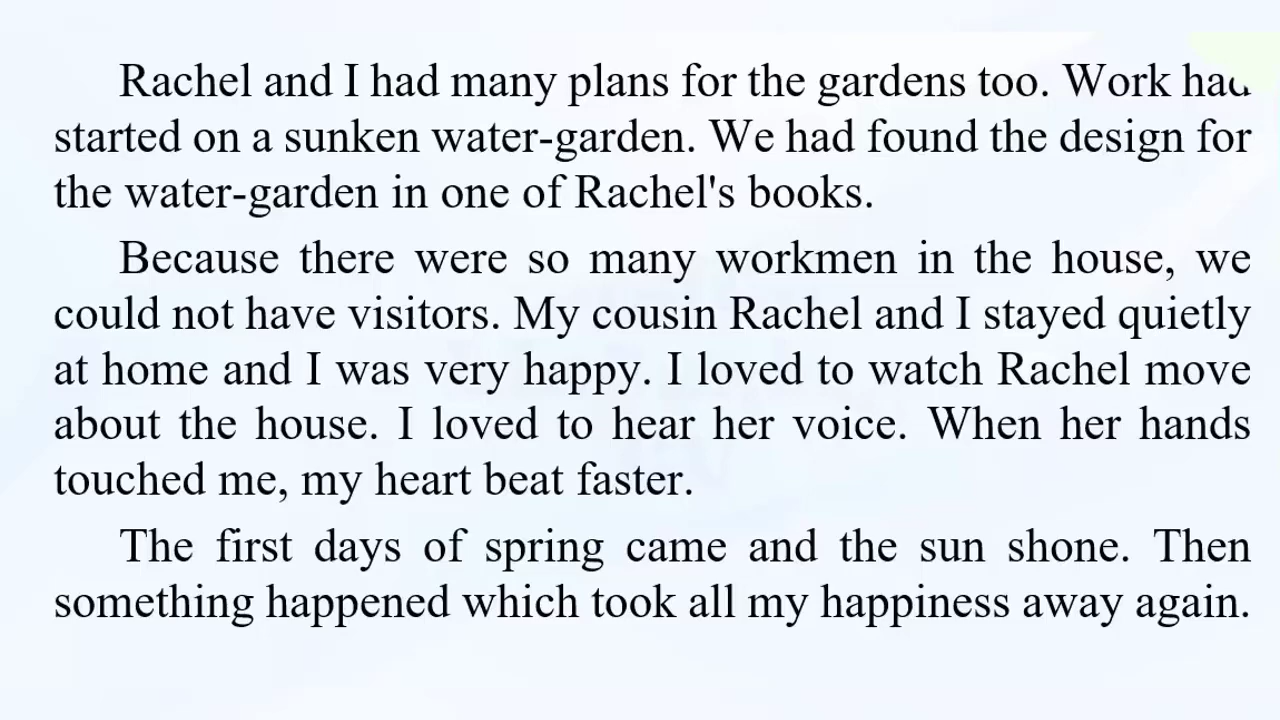 Rachel and I had many plans for the gardens too. Work had
started on a sunken water-garden. We had found the design for
the water-garden in one of Rachel's books.
Because there were so many workmen in the house, we
could not have visitors. My cousin Rachel and I stayed quietly
at home and I was very happy. I loved to watch Rachel move
about the house. I loved to hear her voice. When her hands
touched me, my heart beat faster.
The first days of spring came and the sun shone. Then
something happened which took all my happiness away again.